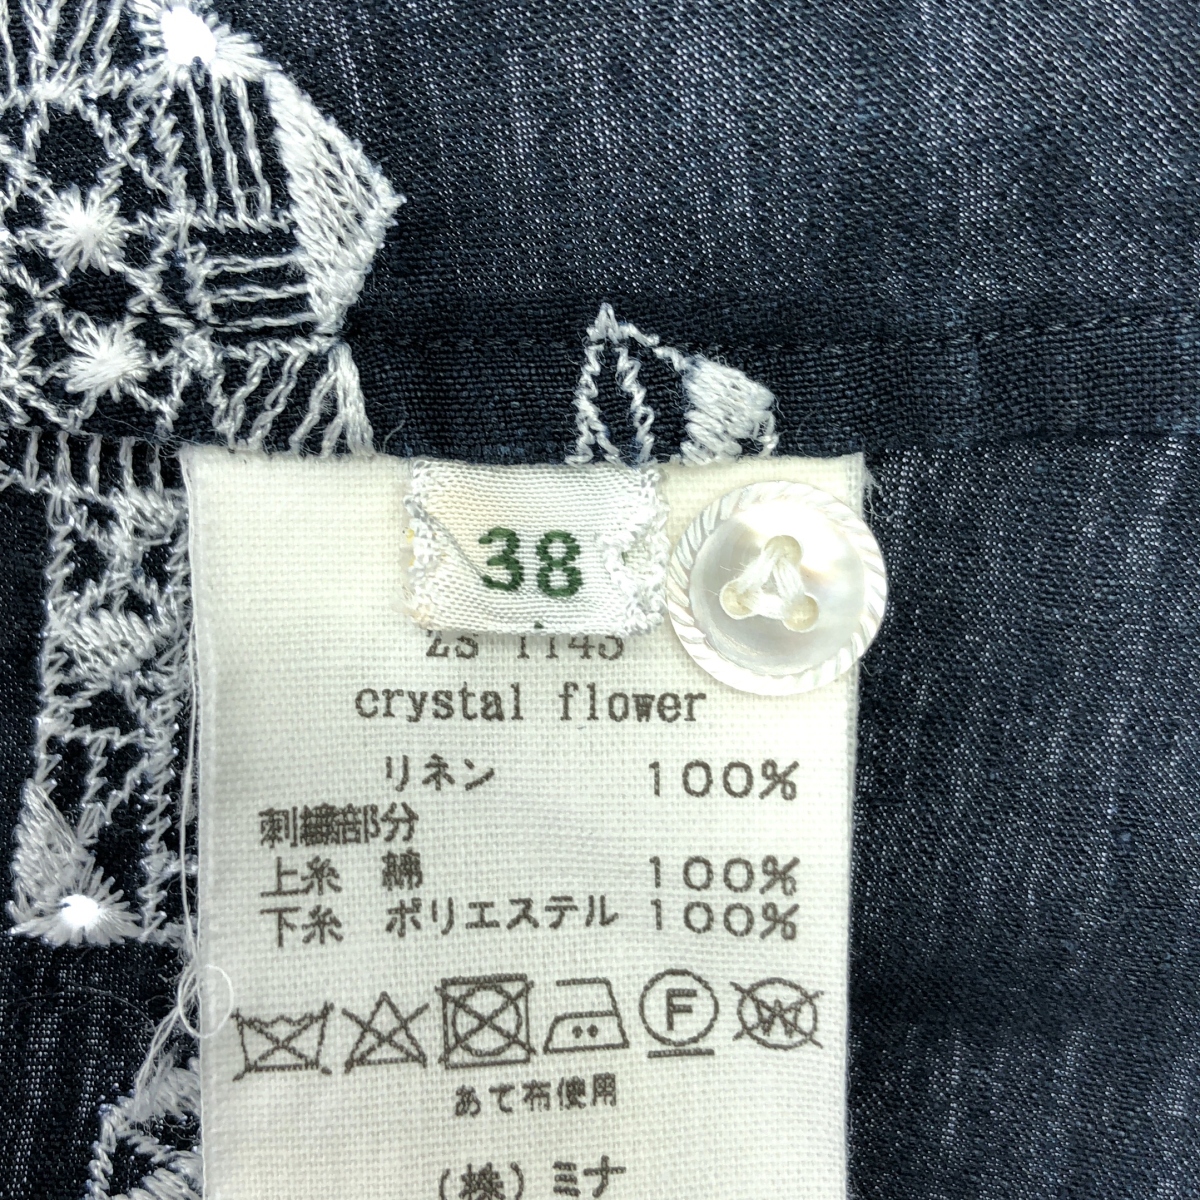 38
crystal flower
リネン 100%
刺繍部分
上糸 綿 100%
下糸 ポリエステル 100%
F
W
あて布使用
(株) ミナ